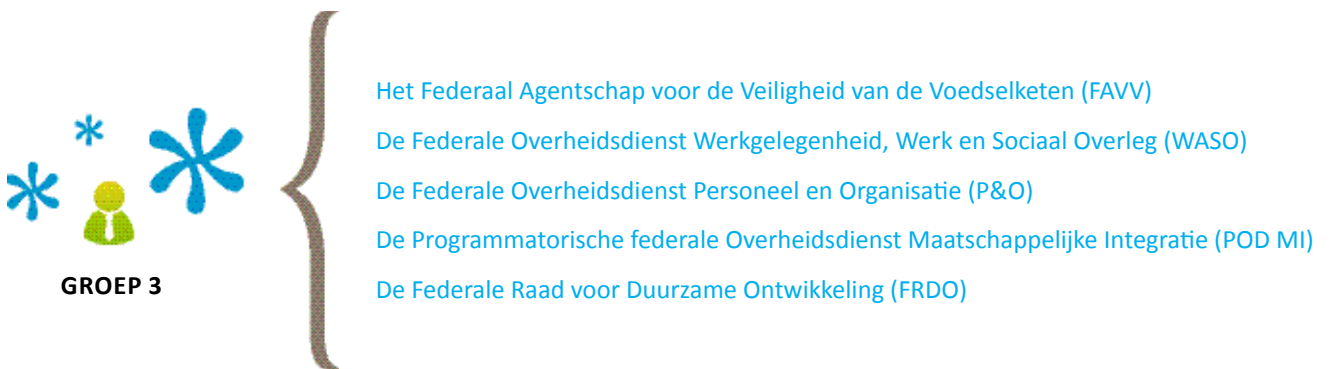 Het Federaal Agentschap voor de Veiligheid van de Voedselketen (FAVV)
De Federale Overheidsdienst Werkgelegenheid, Werk en Sociaal Overleg (WASO)
De Federale Overheidsdienst Personeel en Organisatie (P&O)
De Programmatorische federale Overheidsdienst Maatschappelijke Integratie (POD MI)
De Federale Raad voor Duurzame Ontwikkeling (FRDO)
GROEP 3